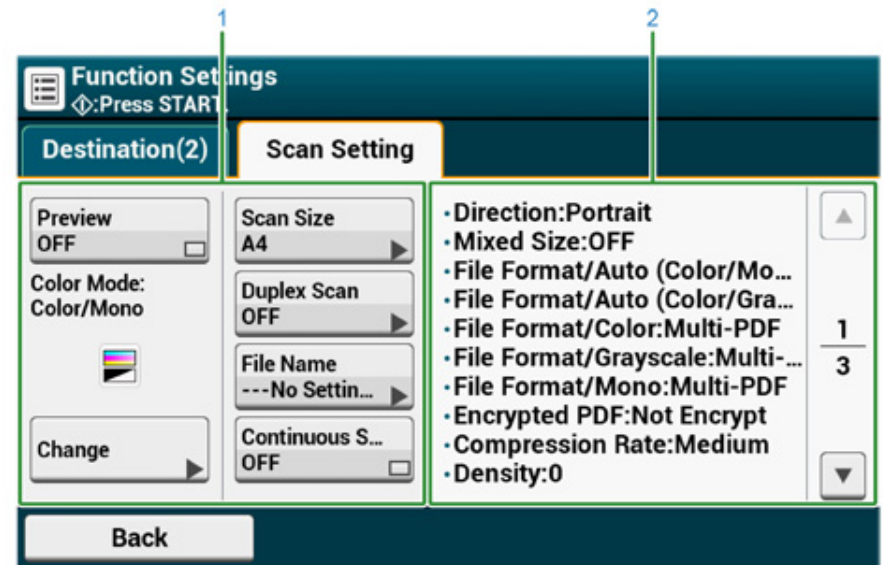 1
2
Function Settings
:Press START.
Destination(2)
Scan Setting
Preview
OFF
Color Mode:
Color/Mono
Change
Scan Size
A4
Duplex Scan
OFF
File Name
---No Settin...
Continuous S...
OFF
·Direction:Portrait
·Mixed Size:OFF
·File Format/Auto (Color/Mo...
·File Format/Auto (Color/Gra...
·File Format/Color:Multi-PDF
·File Format/Grayscale:Multi-...
·File Format/Mono:Multi-PDF
·Encrypted PDF:Not Encrypt
·Compression Rate:Medium
·Density:0
1
3
Back